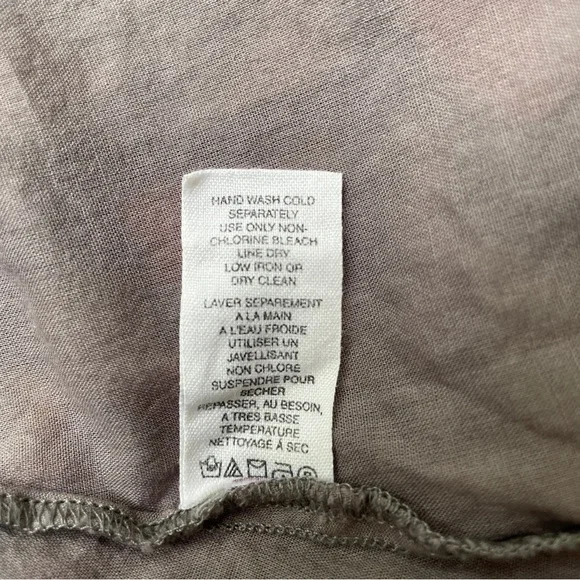 HAND WASH COLD
SEPARATELY
USE ONLY NON-
CHLORINE BLEACH
LINE DRY
LOW IRON OR
DRY CLEAN
LAVER SEPAREMENT
A LA MAIN
A L'EAU FROIDE
UTILISER UN
JAVELLISANT
NON CHLORE
SUSPENDRE POUR
SECHER
REPASSER, AU BESOIN,
A TRES BASSE
TEMPERATURE
NETTOYAGE Á SEC